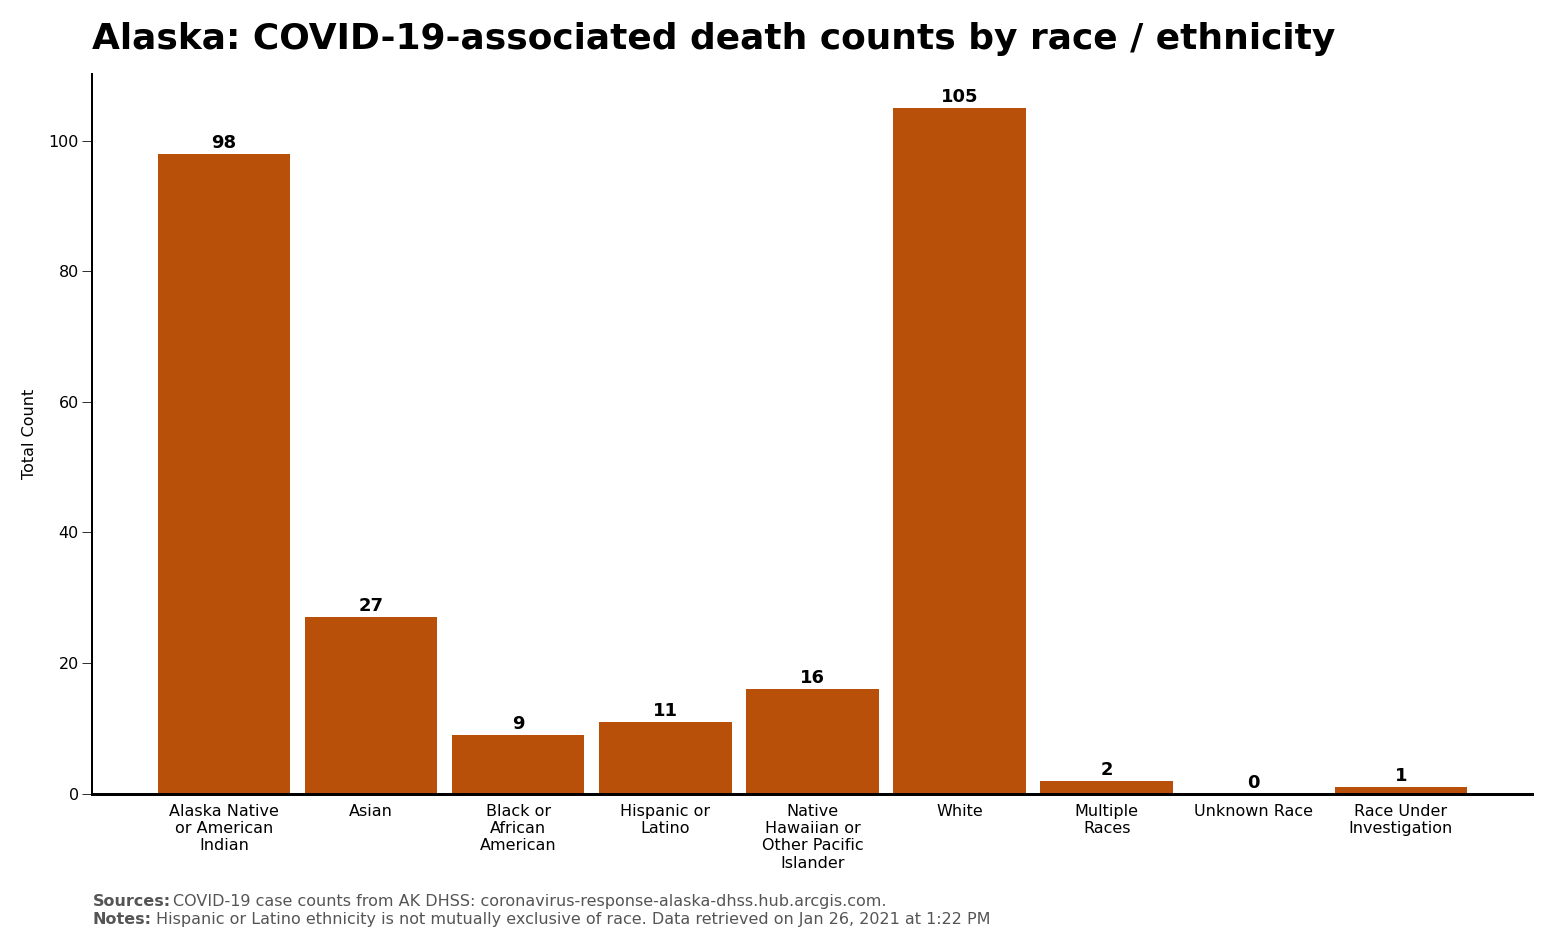 Alaska: COVID-19-associated death counts by race / ethnicity
Total Count
100
80
60
40
20
0
98
27
9
11
16
105
2
0
1
Alaska Native
or American
Indian
Asian
Black or
African
American
Hispanic or
Latino
Native
Hawaiian or
Other Pacific
Islander
White
Multiple
Races
Unknown Race
Race Under
Investigation
Sources: COVID-19 case counts from AK DHSS: coronavirus-response-alaska-dhss.hub.arcgis.com.
Notes: Hispanic or Latino ethnicity is not mutually exclusive of race. Data retrieved on Jan 26, 2021 at 1:22 PM